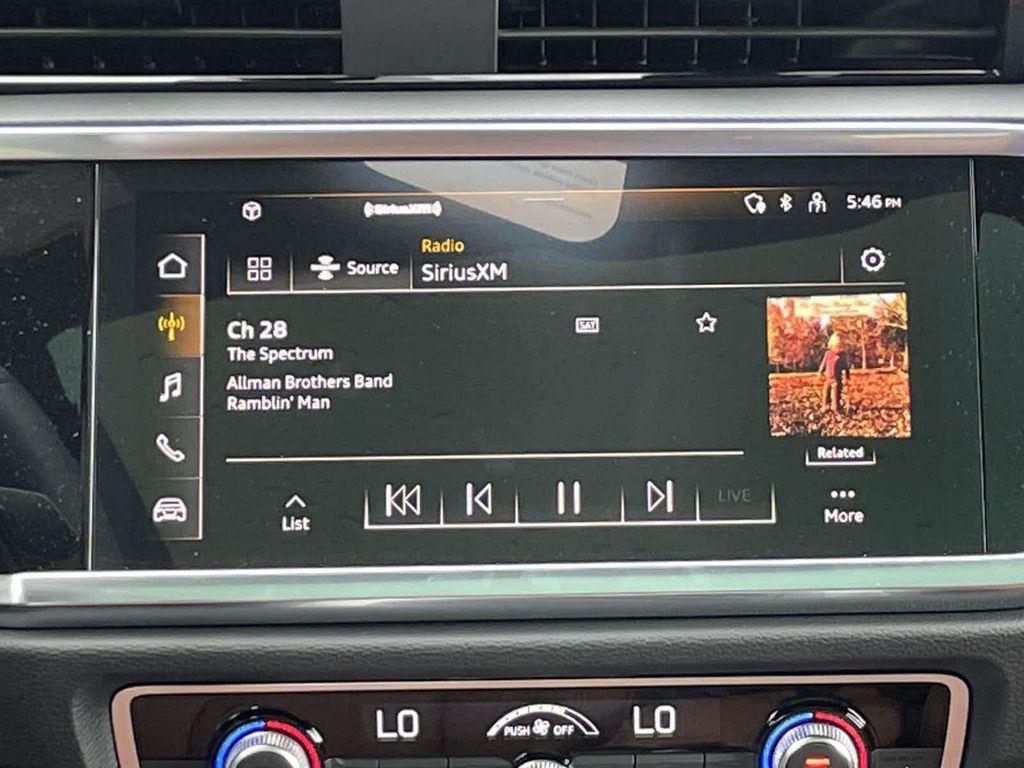 SiriusXM
5:46 PM
Radio
Source
SiriusXM
Ch 28
SAT
The Spectrum
Allman Brothers Band
Ramblin' Man
Related
LIVE
List
More
LO
LO
PUSH OFF